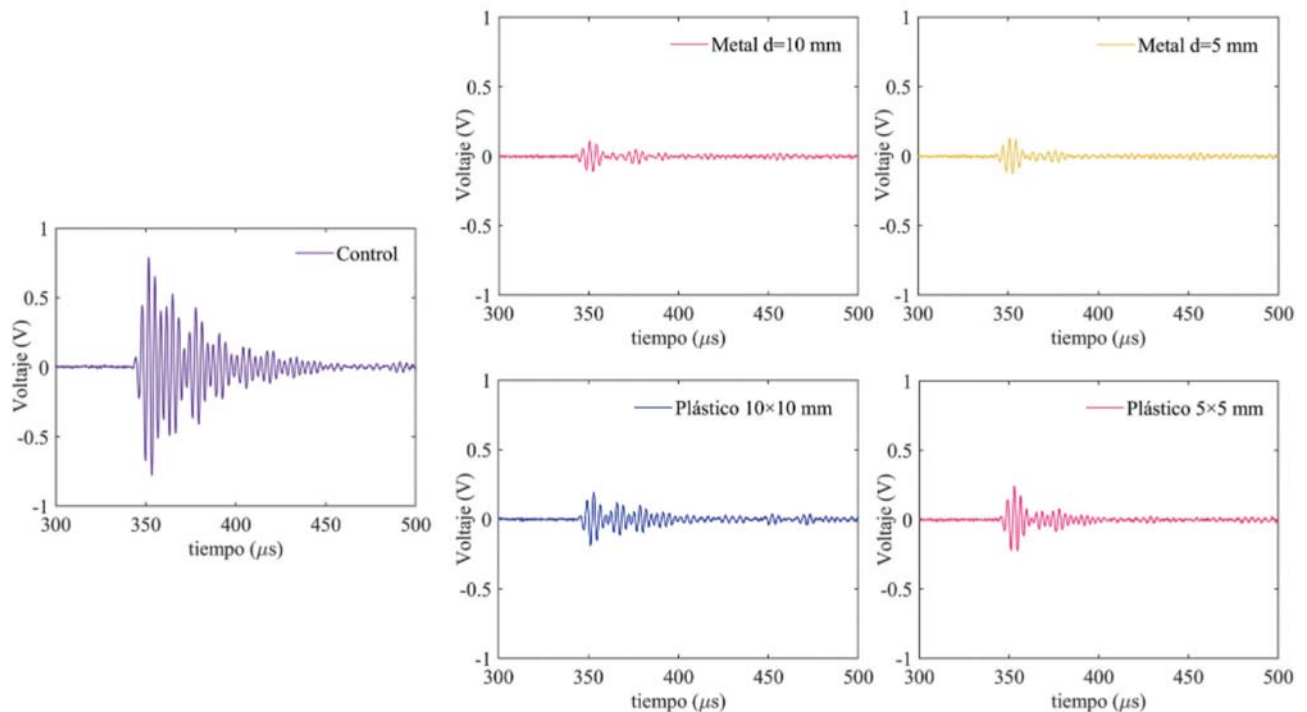 Control
Voltaje (V)
1
0.5
0
-0.5
-1
300 350 400 450 500
tiempo (μs)
Metal d=10 mm
Voltaje (V)
1
0.5
0
-0.5
-1
300 350 400 450 500
tiempo (μs)
Metal d=5 mm
Voltaje (V)
1
0.5
0
-0.5
-1
300 350 400 450 500
tiempo (μs)
Plástico 10×10 mm
Voltaje (V)
1
0.5
0
-0.5
-1
300 350 400 450 500
tiempo (μs)
Plástico 5×5 mm
Voltaje (V)
1
0.5
0
-0.5
-1
300 350 400 450 500
tiempo (μs)